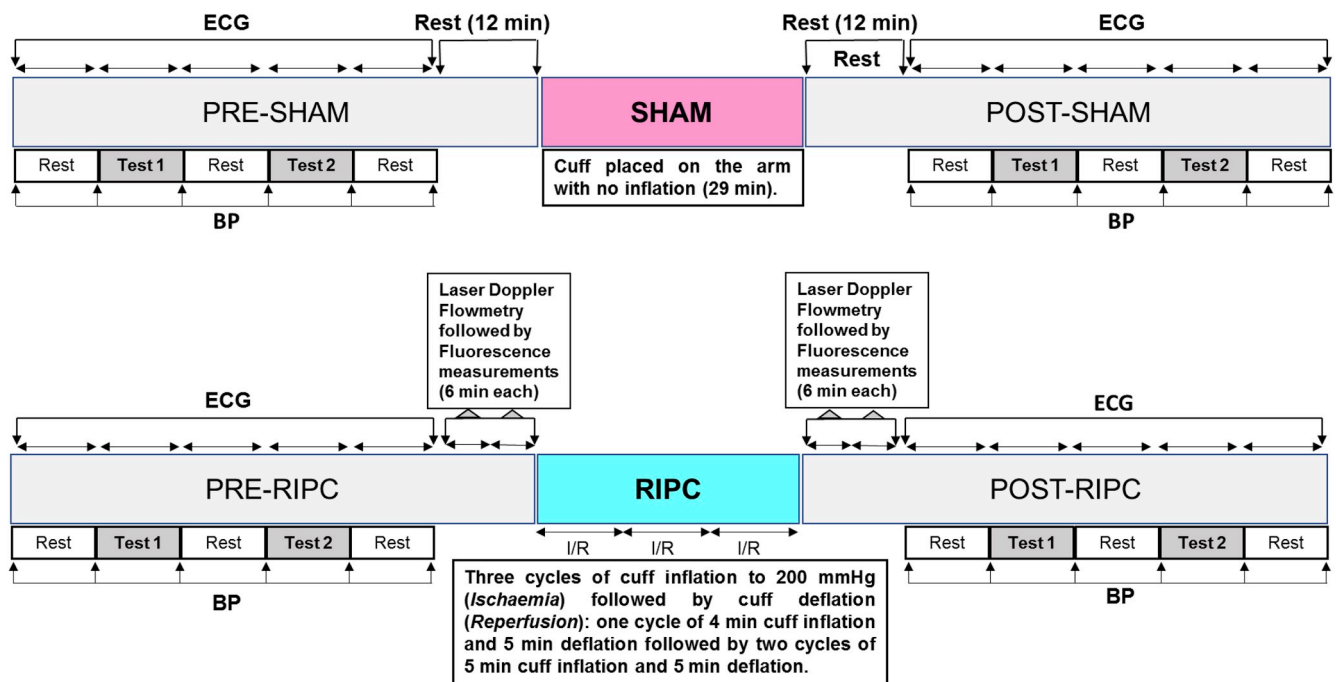 ECG Rest (12 min) Rest (12 min) ECG
Rest
PRE-SHAM SHAM POST-SHAM
Rest Test 1 Rest Test 2 Rest
Cuff placed on the arm
with no inflation (29 min).
Rest Test 1 Rest Test 2 Rest
BP BP
Laser Doppler
Flowmetry
followed by
Fluorescence
measurements
(6 min each)
Laser Doppler
Flowmetry
followed by
Fluorescence
measurements
(6 min each)
ECG ECG
PRE-RIPC RIPC POST-RIPC
Rest Test 1 Rest Test 2 Rest
I/R I/R I/R
Rest Test 1 Rest Test 2 Rest
BP BP
Three cycles of cuff inflation to 200 mmHg
(Ischaemia) followed by cuff deflation
(Reperfusion): one cycle of 4 min cuff inflation
and 5 min deflation followed by two cycles of
5 min cuff inflation and 5 min deflation.